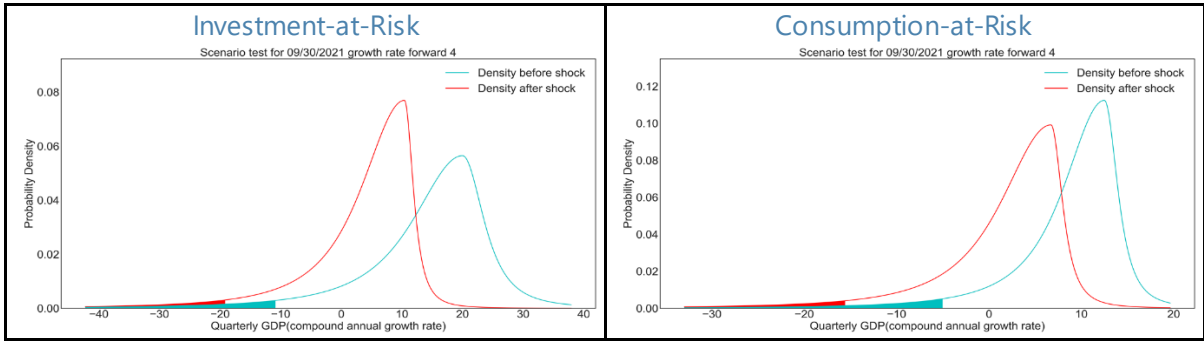 Investment-at-Risk
Scenario test for 09/30/2021 growth rate forward 4
Density before shock
Density after shock
0.08
0.06
0.04
0.02
0.00
Probability Density
−40 −30 −20 −10 0 10 20 30 40
Quarterly GDP(compound annual growth rate)
Consumption-at-Risk
Scenario test for 09/30/2021 growth rate forward 4
Density before shock
Density after shock
0.12
0.10
0.08
0.06
0.04
0.02
0.00
Probability Density
−30 −20 −10 0 10 20
Quarterly GDP(compound annual growth rate)